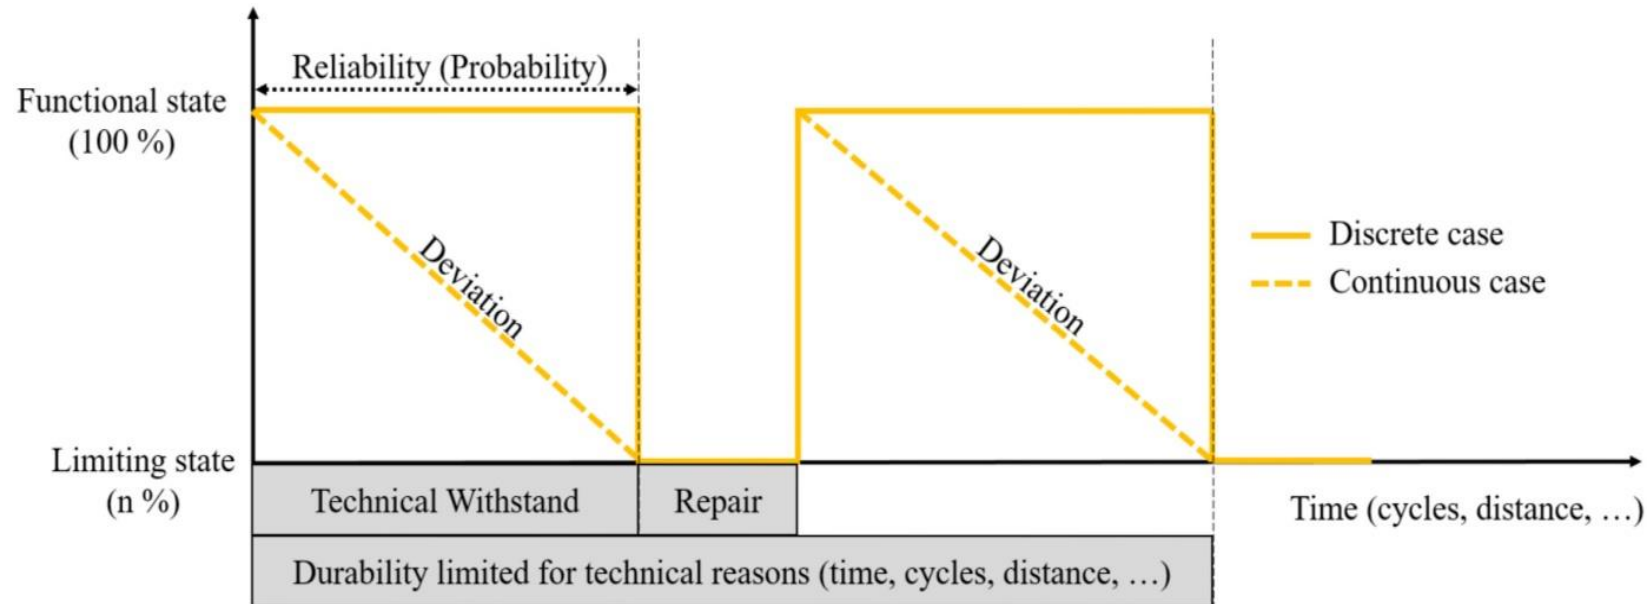 Reliability (Probability)
Functional state
(100 %)
Deviation
Deviation
Discrete case
Continuous case
Limiting state
(n %)
Technical Withstand
Repair
Time (cycles, distance, …)
Durability limited for technical reasons (time, cycles, distance, …)